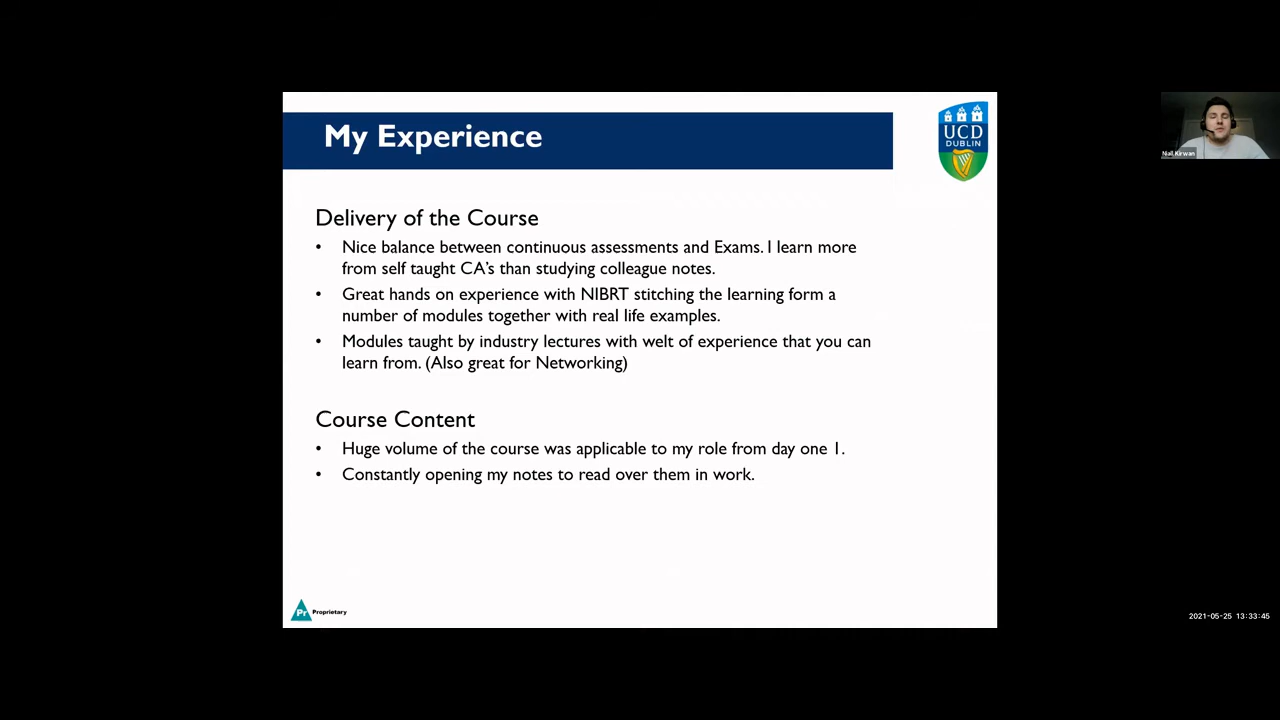 My Experience
UCD
DUBLIN
Niall Kirwan
Delivery of the Course
• Nice balance between continuous assessments and Exams. I learn more
from self taught CA's than studying colleague notes.
• Great hands on experience with NIBRT stitching the learning form a
number of modules together with real life examples.
• Modules taught by industry lectures with welt of experience that you can
learn from. (Also great for Networking)
Course Content
• Huge volume of the course was applicable to my role from day one 1.
• Constantly opening my notes to read over them in work.
Pr Proprietary
2021-05-25 13:33:45